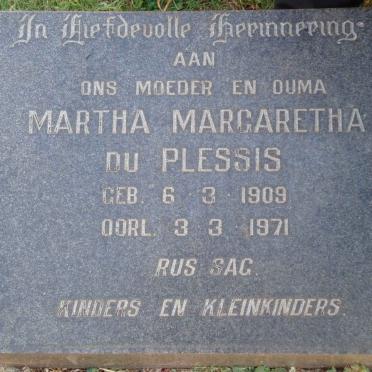 In Liefdevolle Herinnering
AAN
ONS MOEDER EN OUMA
MARTHA MARGARETHA
DU PLESSIS
GEB. 6 3 1909
OORL. 3 3 1971
RUS SAG.
KINDERS EN KLEINKINDERS.